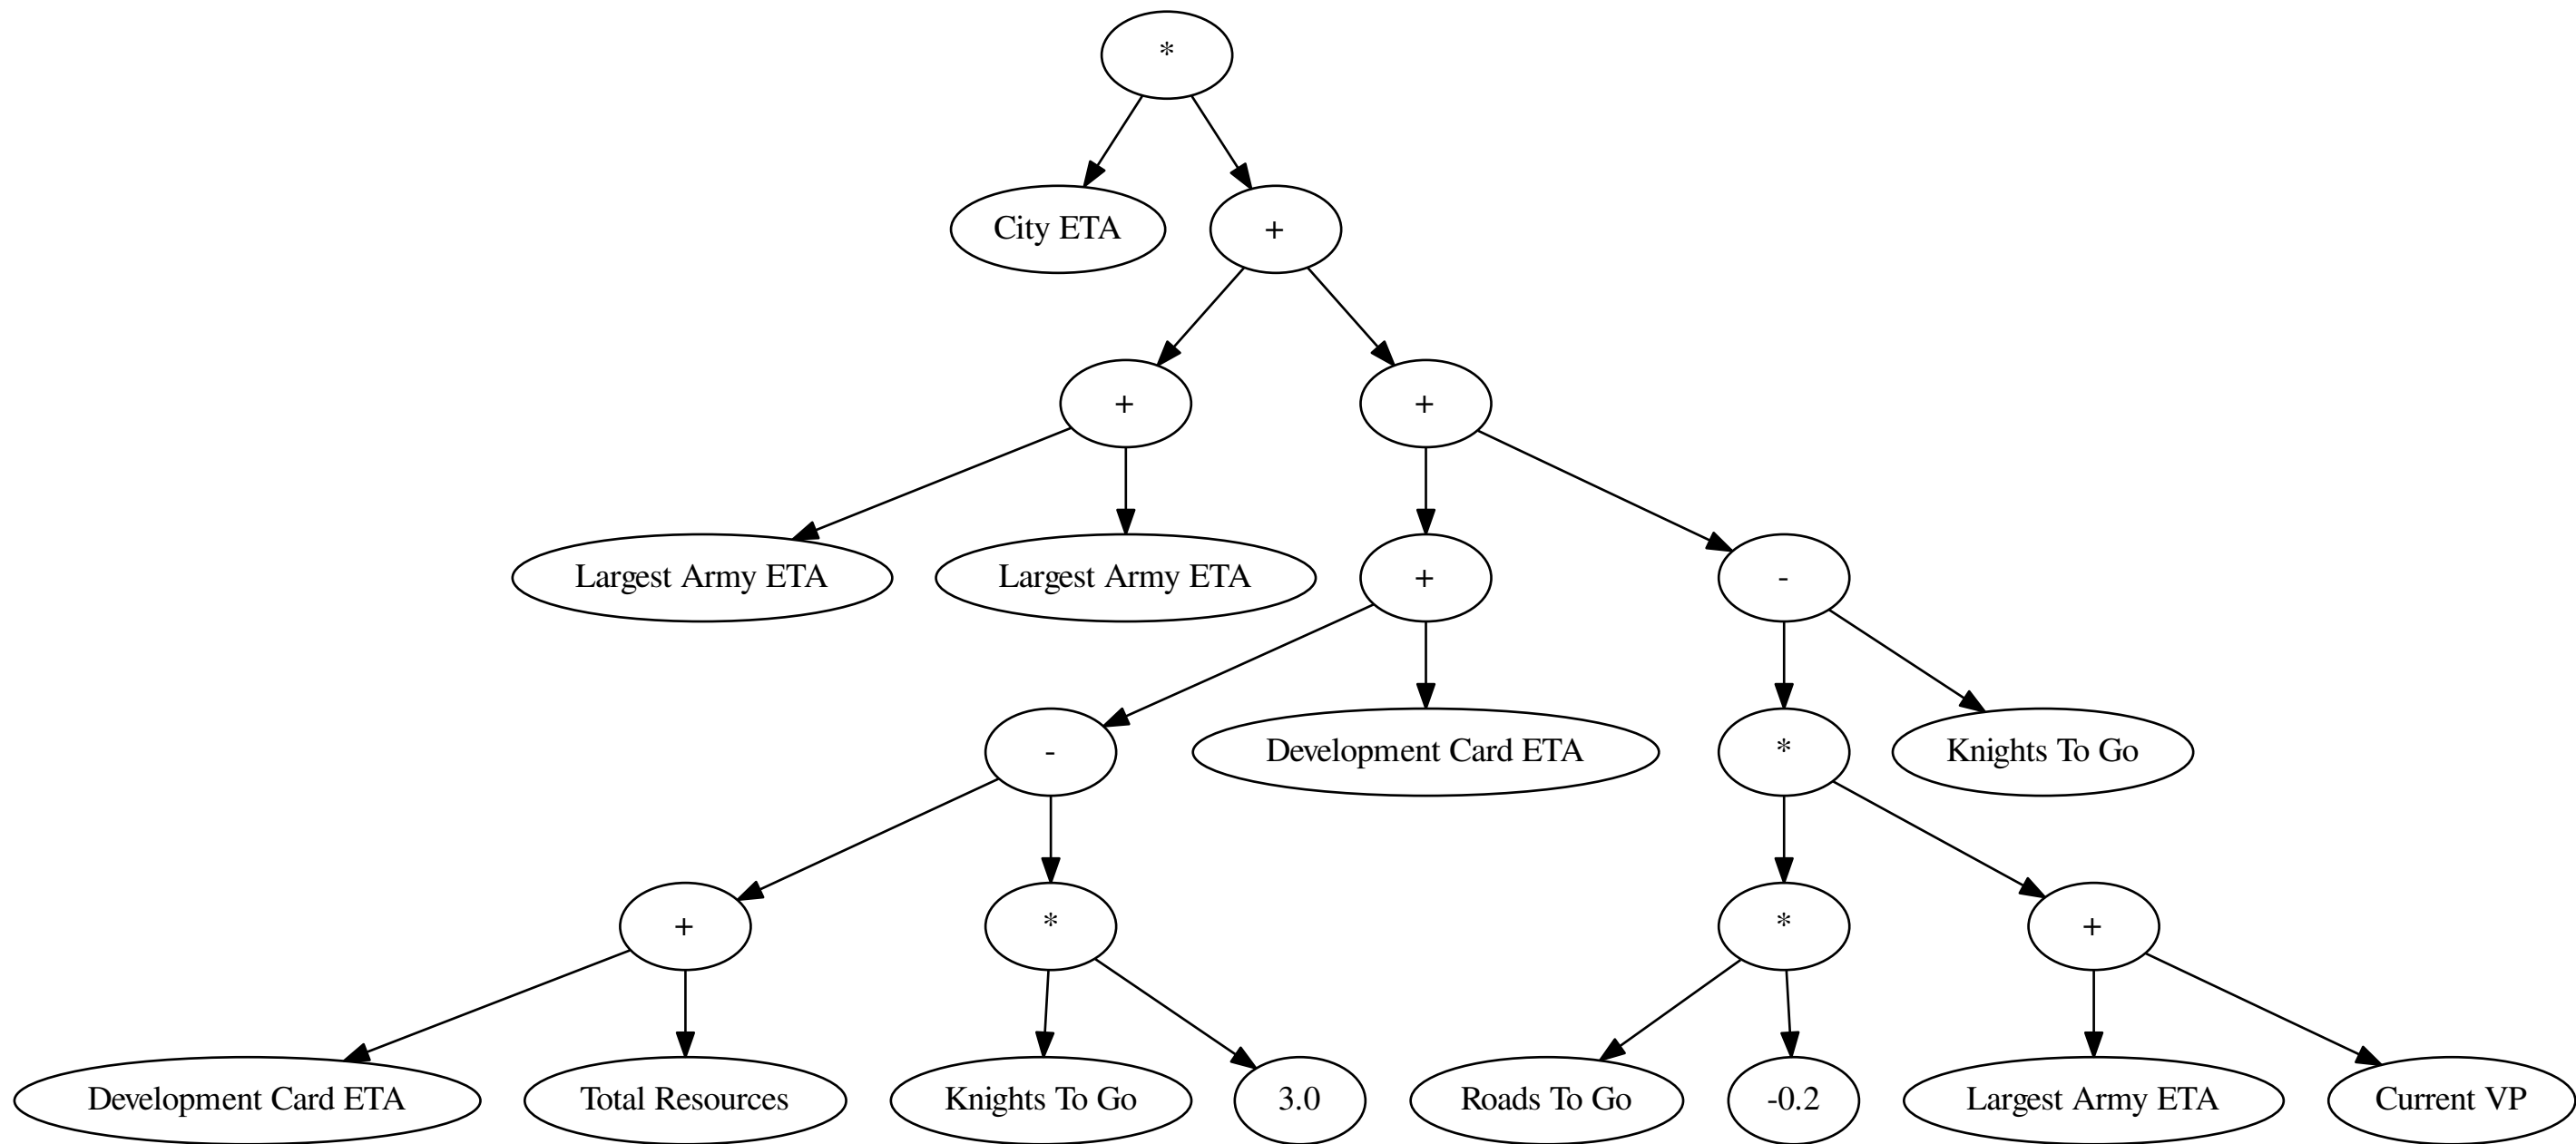 *
City ETA
+
+
+
Largest Army ETA
Largest Army ETA
+
-
-
Development Card ETA
*
Knights To Go
+
*
*
+
Development Card ETA
Total Resources
Knights To Go
3.0
Roads To Go
-0.2
Largest Army ETA
Current VP